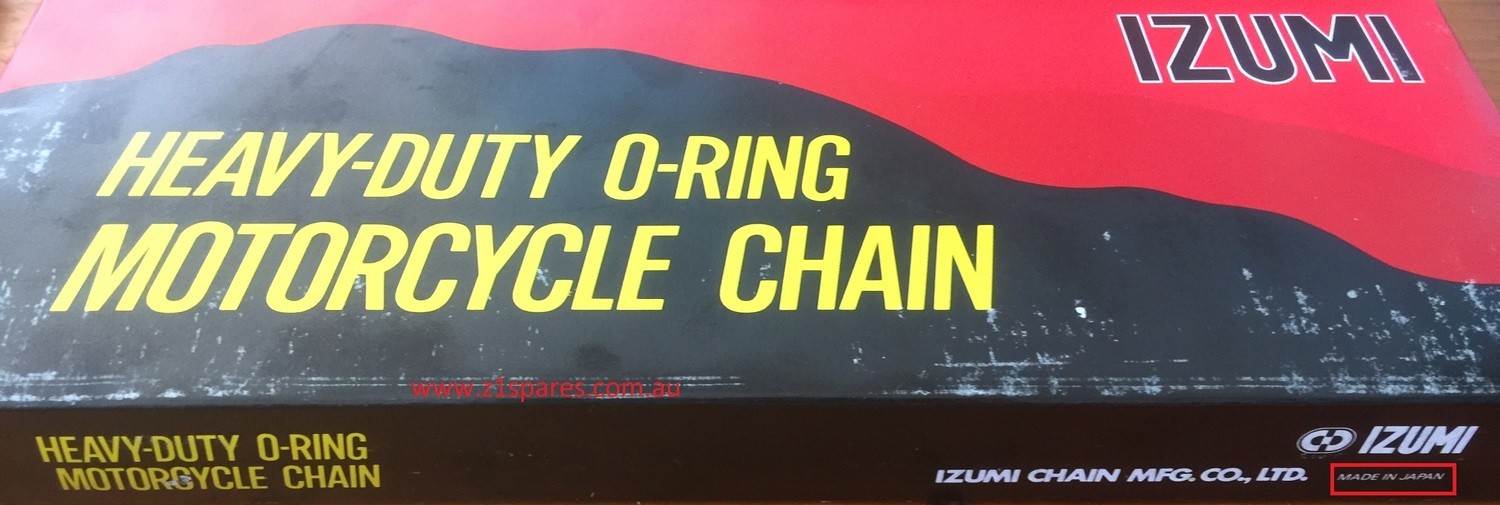 IZUMI
HEAVY-DUTY O-RING
MOTORCYCLE CHAIN
www.z1spares.com.au
HEAVY-DUTY O-RING
MOTORCYCLE CHAIN
IZUMI
IZUMI CHAIN MFG. CO., LTD. MADE IN JAPAN